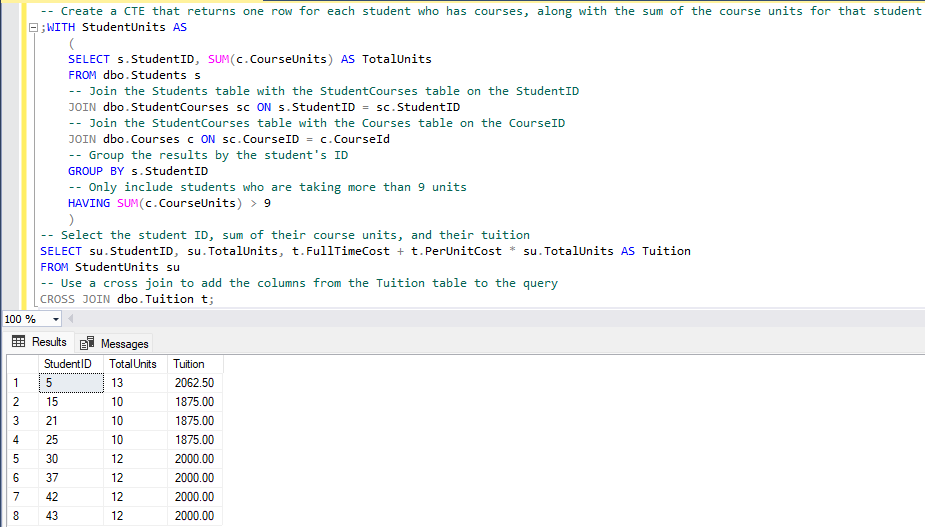 -- Create a CTE that returns one row for each student who has courses, along with the sum of the course units for that student
;WITH StudentUnits AS
(
SELECT s.StudentID, SUM(c.CourseUnits) AS TotalUnits
FROM dbo.Students s
-- Join the Students table with the StudentCourses table on the StudentID
JOIN dbo.StudentCourses sc ON s.StudentID = sc.StudentID
-- Join the StudentCourses table with the Courses table on the CourseID
JOIN dbo.Courses c ON sc.CourseID = c.CourseId
-- Group the results by the student's ID
GROUP BY s.StudentID
-- Only include students who are taking more than 9 units
HAVING SUM(c.CourseUnits) > 9
)
-- Select the student ID, sum of their course units, and their tuition
SELECT su.StudentID, su.TotalUnits, t.FullTimeCost + t.PerUnitCost * su.TotalUnits AS Tuition
FROM StudentUnits su
-- Use a cross join to add the columns from the Tuition table to the query
CROSS JOIN dbo.Tuition t;
100 %
Results Messages
StudentID TotalUnits Tuition
1 5 13 2062.50
2 15 10 1875.00
3 21 10 1875.00
4 25 10 1875.00
5 30 12 2000.00
6 37 12 2000.00
7 42 12 2000.00
8 43 12 2000.00